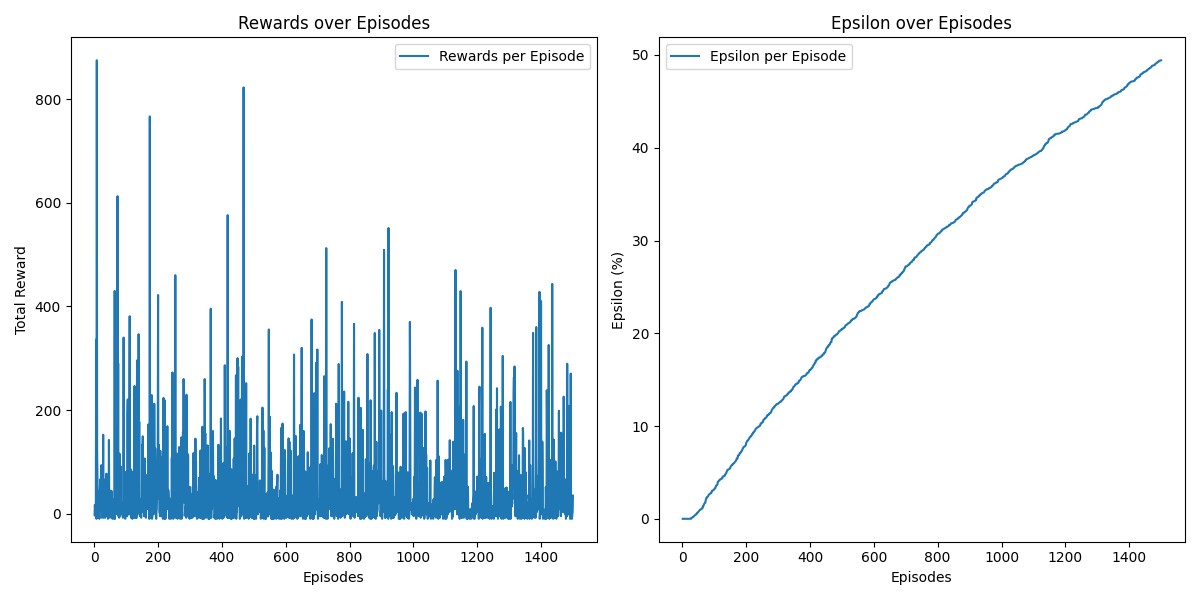 Rewards over Episodes
Rewards per Episode
Total Reward
800
600
400
200
0
0 200 400 600 800 1000 1200 1400
Episodes
Epsilon over Episodes
Epsilon per Episode
Epsilon (%)
50
40
30
20
10
0
0 200 400 600 800 1000 1200 1400
Episodes